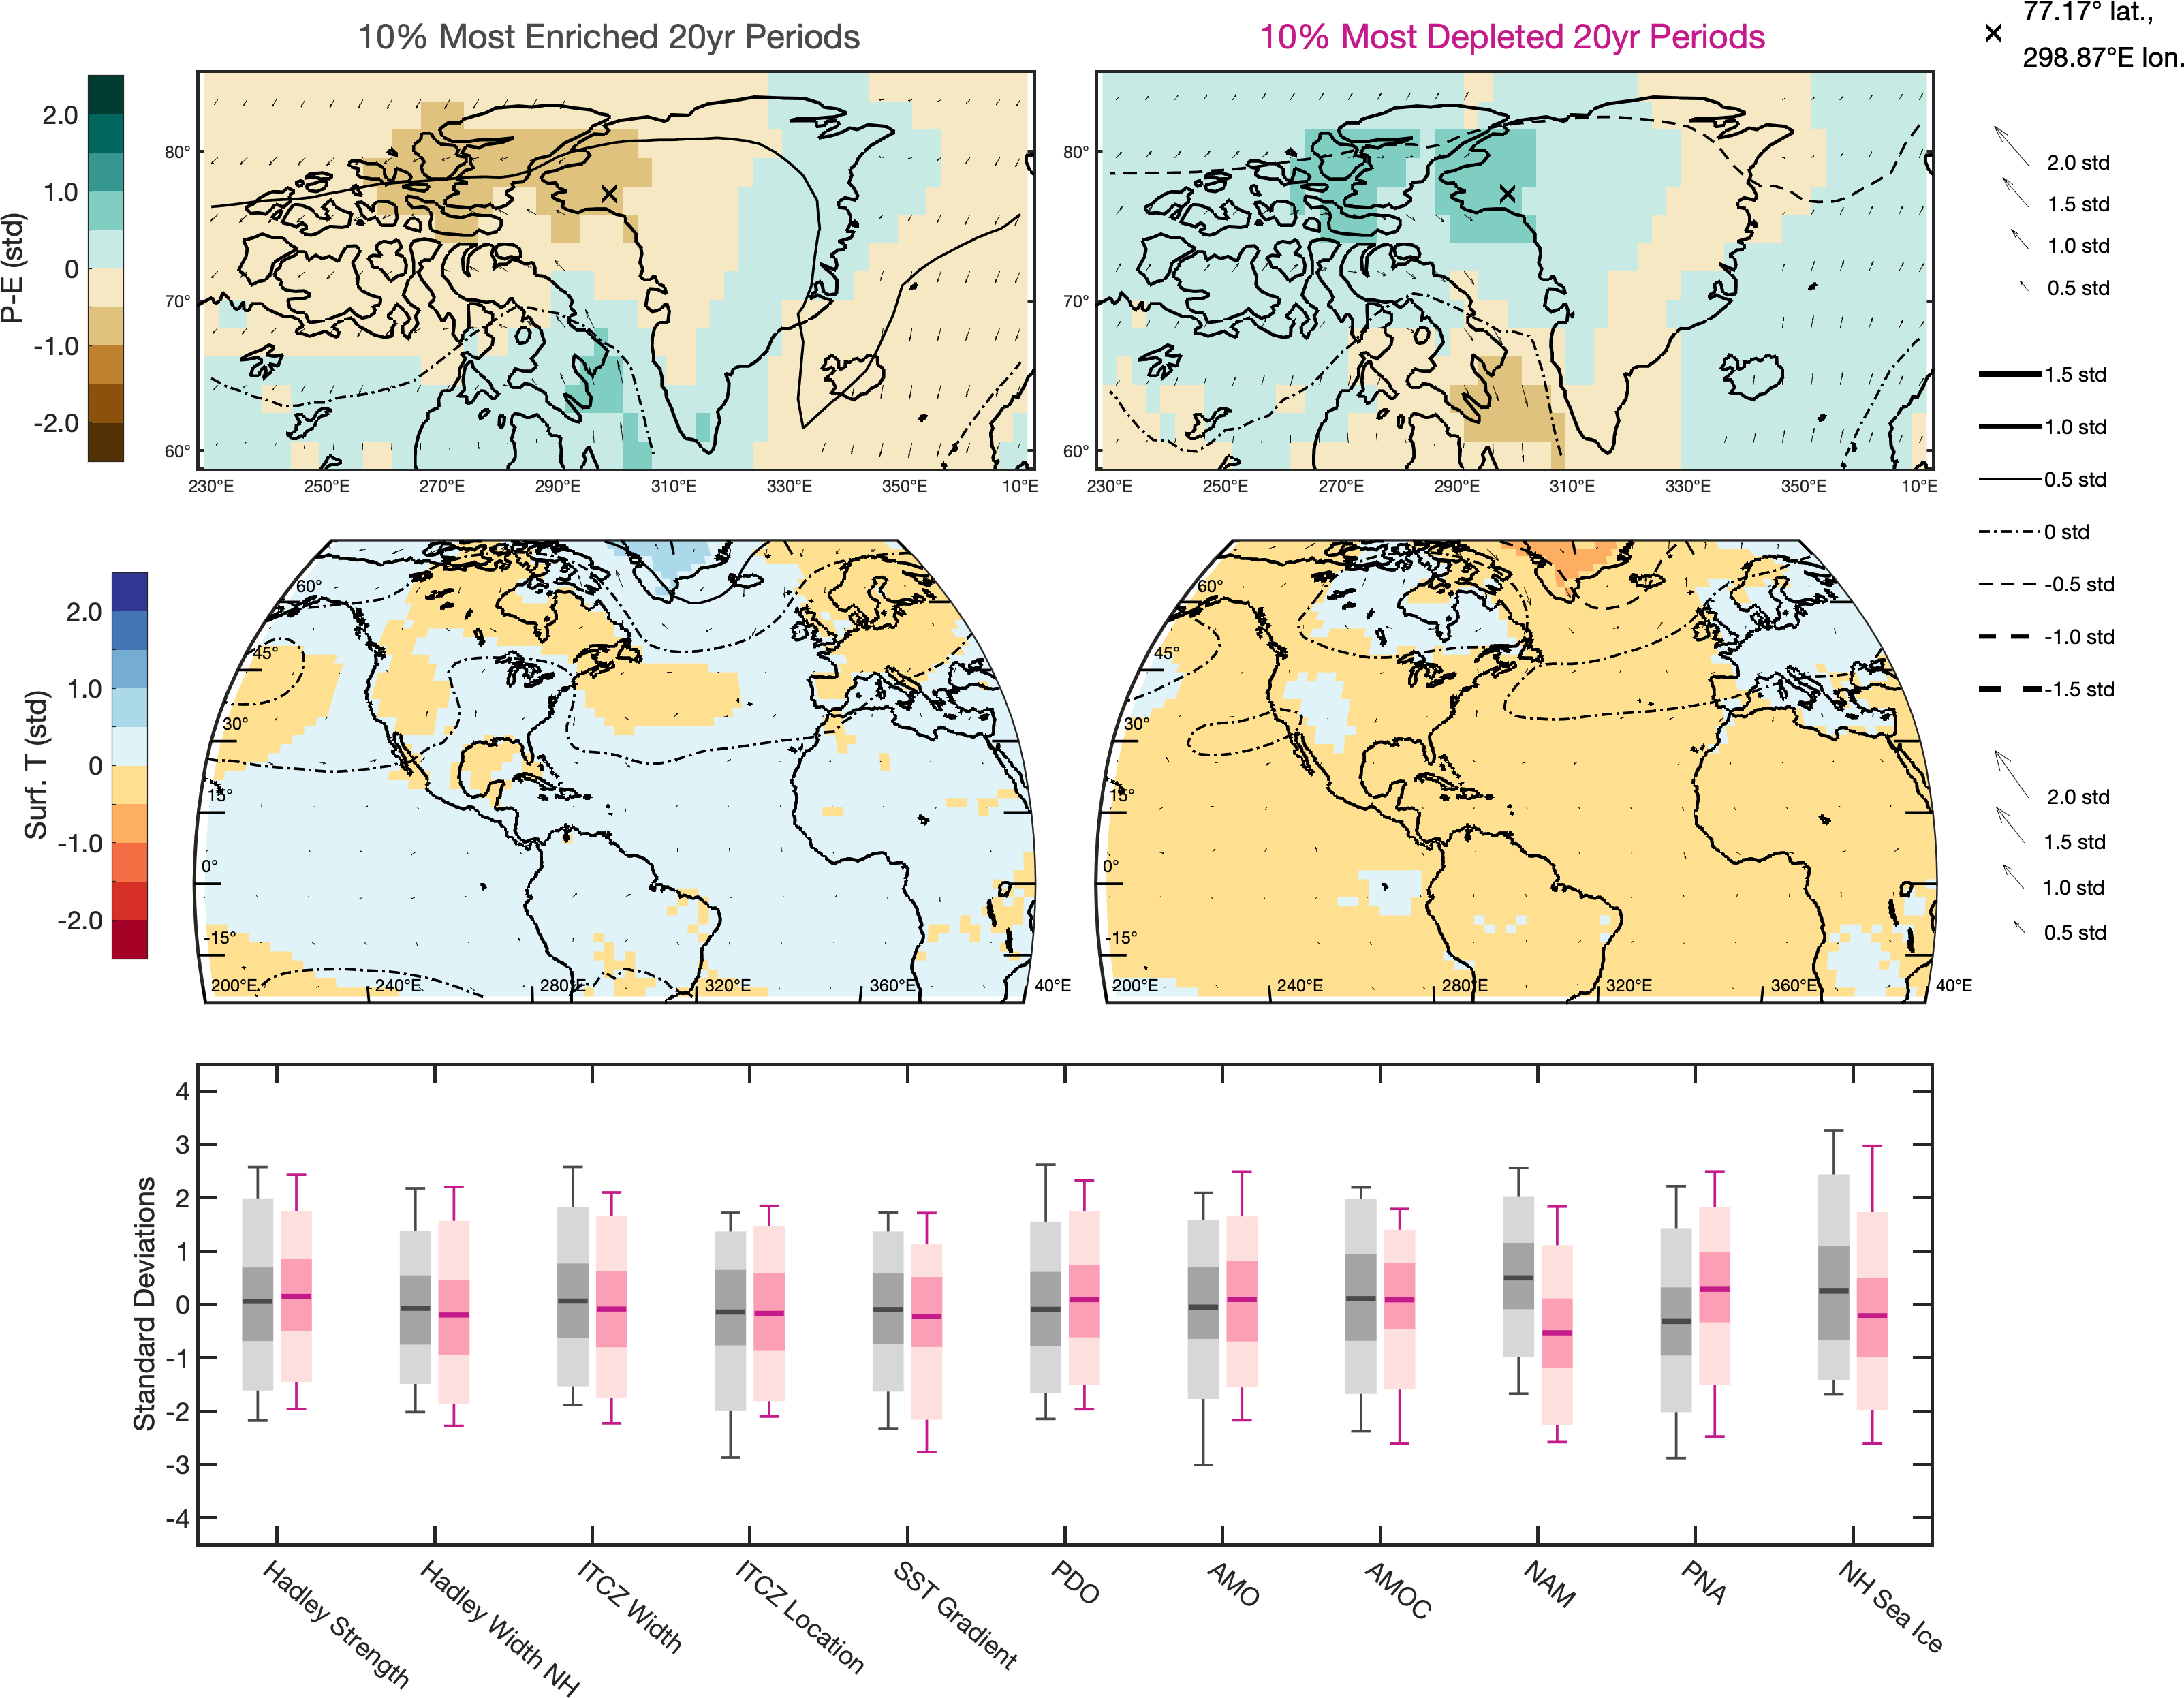 10% Most Enriched 20yr Periods
10% Most Depleted 20yr Periods
77.17° lat.,
298.87°E lon.
P-E (std)
2.0
1.0
0
-1.0
-2.0
80°
70°
60°
230°E 250°E 270°E 290°E 310°E 330°E 350°E 10°E
80°
70°
60°
230°E 250°E 270°E 290°E 310°E 330°E 350°E 10°E
2.0 std
1.5 std
1.0 std
0.5 std
1.5 std
1.0 std
0.5 std
0 std
-0.5 std
-1.0 std
-1.5 std
Surf. T (std)
2.0
1.0
0
-1.0
-2.0
60°
45°
30°
15°
0°
-15°
200°E 240°E 280°E 320°E 360°E 40°E
60°
45°
30°
15°
0°
-15°
200°E 240°E 280°E 320°E 360°E 40°E
2.0 std
1.5 std
1.0 std
0.5 std
Standard Deviations
4
3
2
1
0
-1
-2
-3
-4
Hadley Strength
Hadley Width NH
ITCZ Width
ITCZ Location
SST Gradient
PDO
AMO
AMOC
NAM
PNA
NH Sea Ice